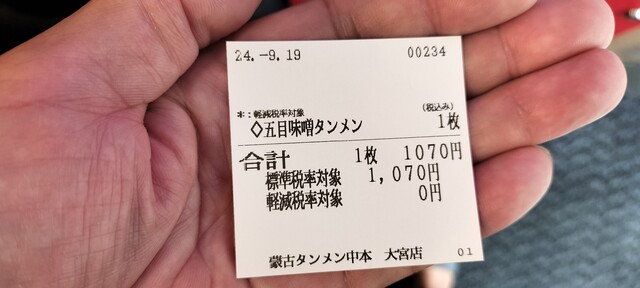 24.-9.19 00234
*：軽減税率対象 (税込み)
◇五目味噌タンメン 1枚
合計 1枚 1070円
標準税率対象 1,070円
軽減税率対象 0円
蒙古タンメン中本 大宮店 01